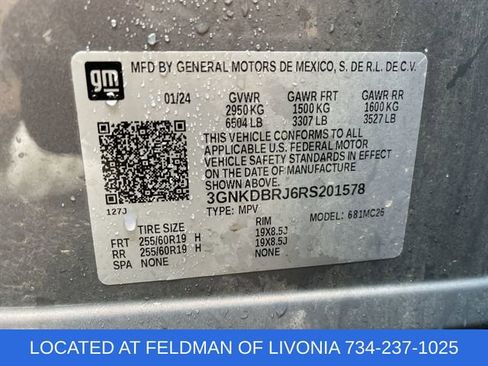 gm
MFD BY GENERAL MOTORS DE MEXICO, S. DE R.L. DE C.V.
01/24 GVWR GAWR FRT GAWR RR
2950 KG 1500 KG 1600 KG
6504 LB 3307 LB 3527 LB
THIS VEHICLE CONFORMS TO ALL
APPLICABLE U.S. FEDERAL MOTOR
VEHICLE SAFETY STANDARDS IN EFFECT
ON THE DATE OF MANUFACTURE SHOWN ABOVE.
3GNKDBRJ6RS201578
TYPE: MPV MODEL: 681MC26
127J
TIRE SIZE RIM
FRT 255/60R19 H 19X8.5J
RR 255/60R19 H 19X8.5J
SPA NONE NONE
LOCATED AT FELDMAN OF LIVONIA 734-237-1025